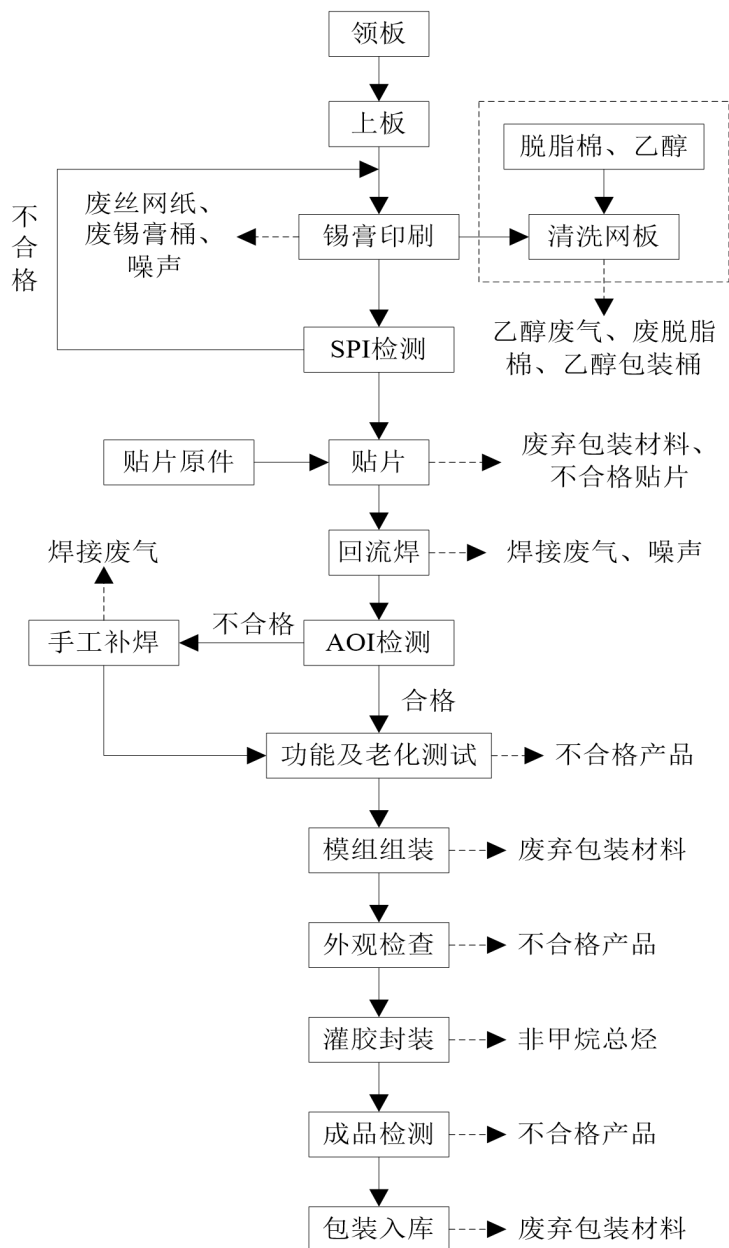 领板
上板
脱脂棉、乙醇
不合格
废丝网纸、
废锡膏桶、
噪声
锡膏印刷
清洗网板
乙醇废气、废脱脂
棉、乙醇包装桶
SPI检测
贴片原件
贴片
废弃包装材料、
不合格贴片
回流焊
焊接废气、噪声
焊接废气
手工补焊
不合格
AOI检测
合格
功能及老化测试
不合格产品
模组组装
废弃包装材料
外观检查
不合格产品
灌胶封装
非甲烷总烃
成品检测
不合格产品
包装入库
废弃包装材料